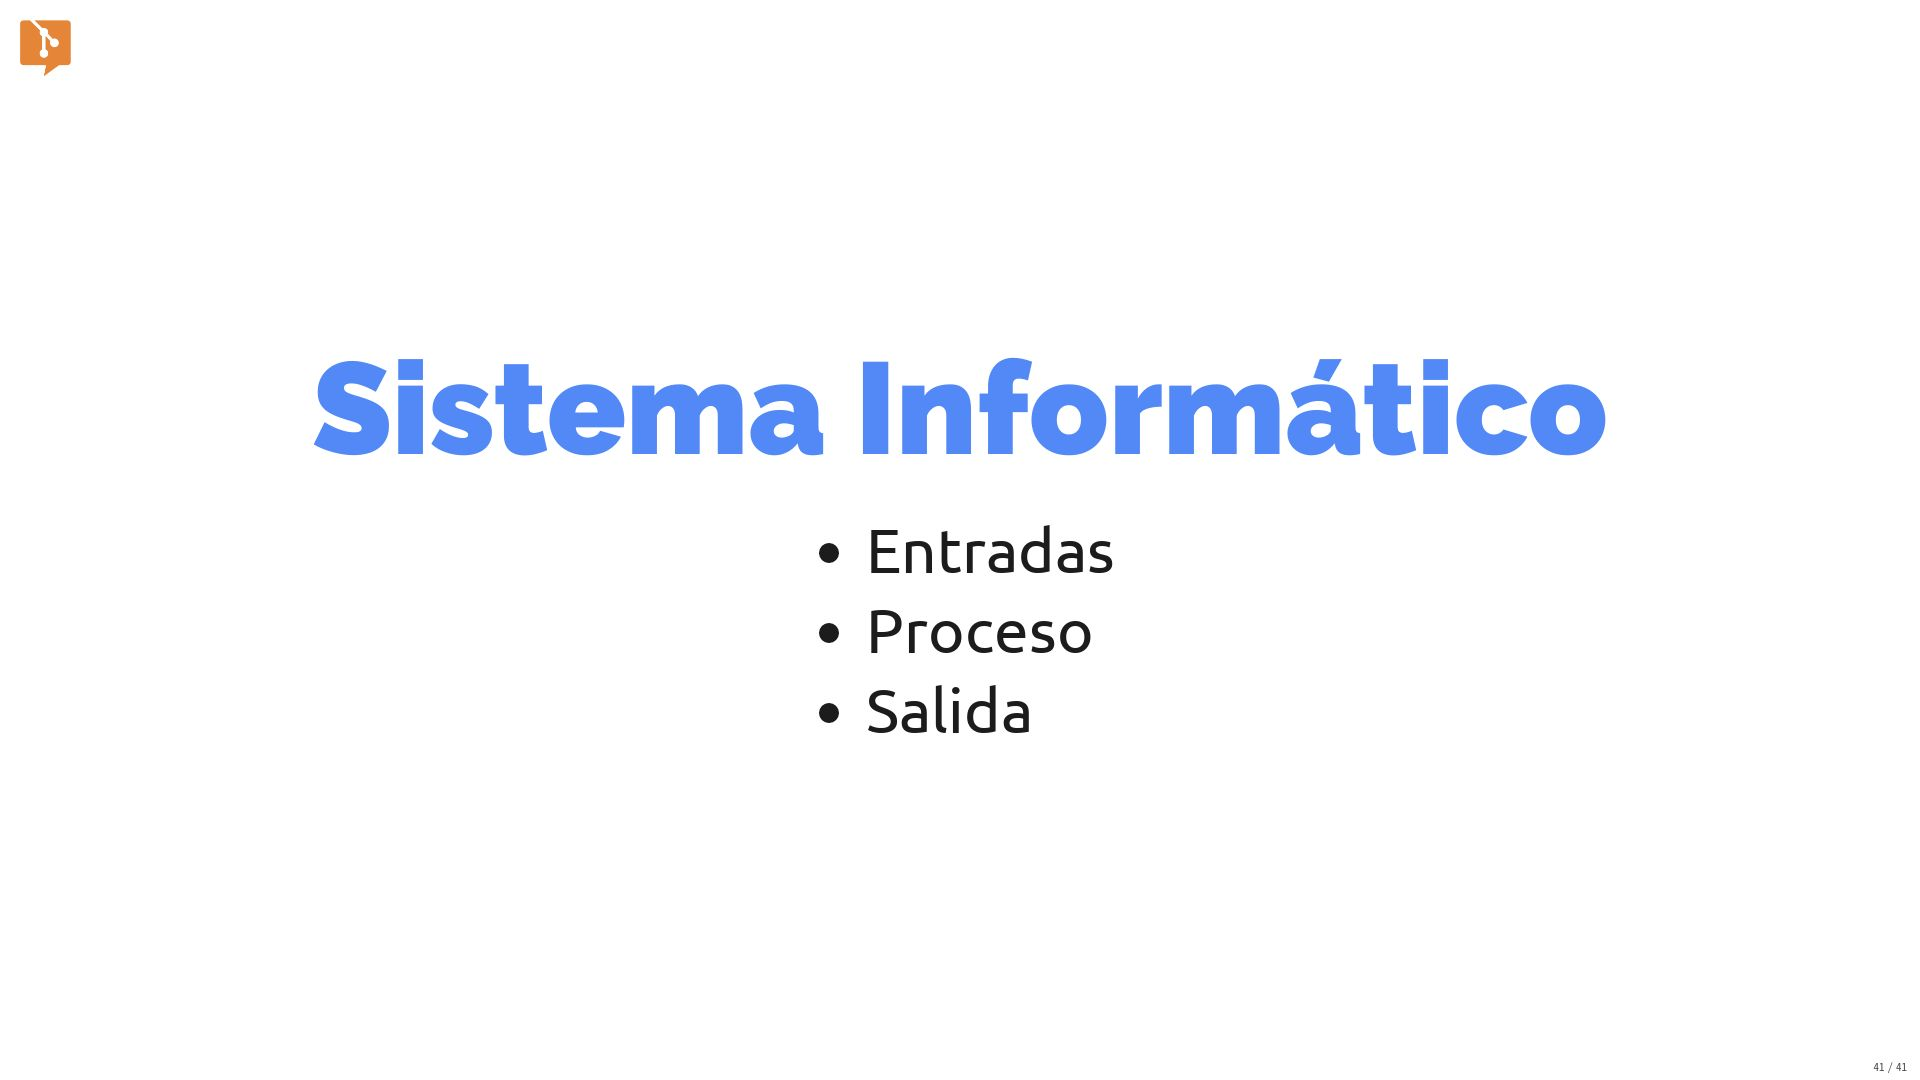 Sistema Informático
• Entradas
• Proceso
• Salida
41 / 41